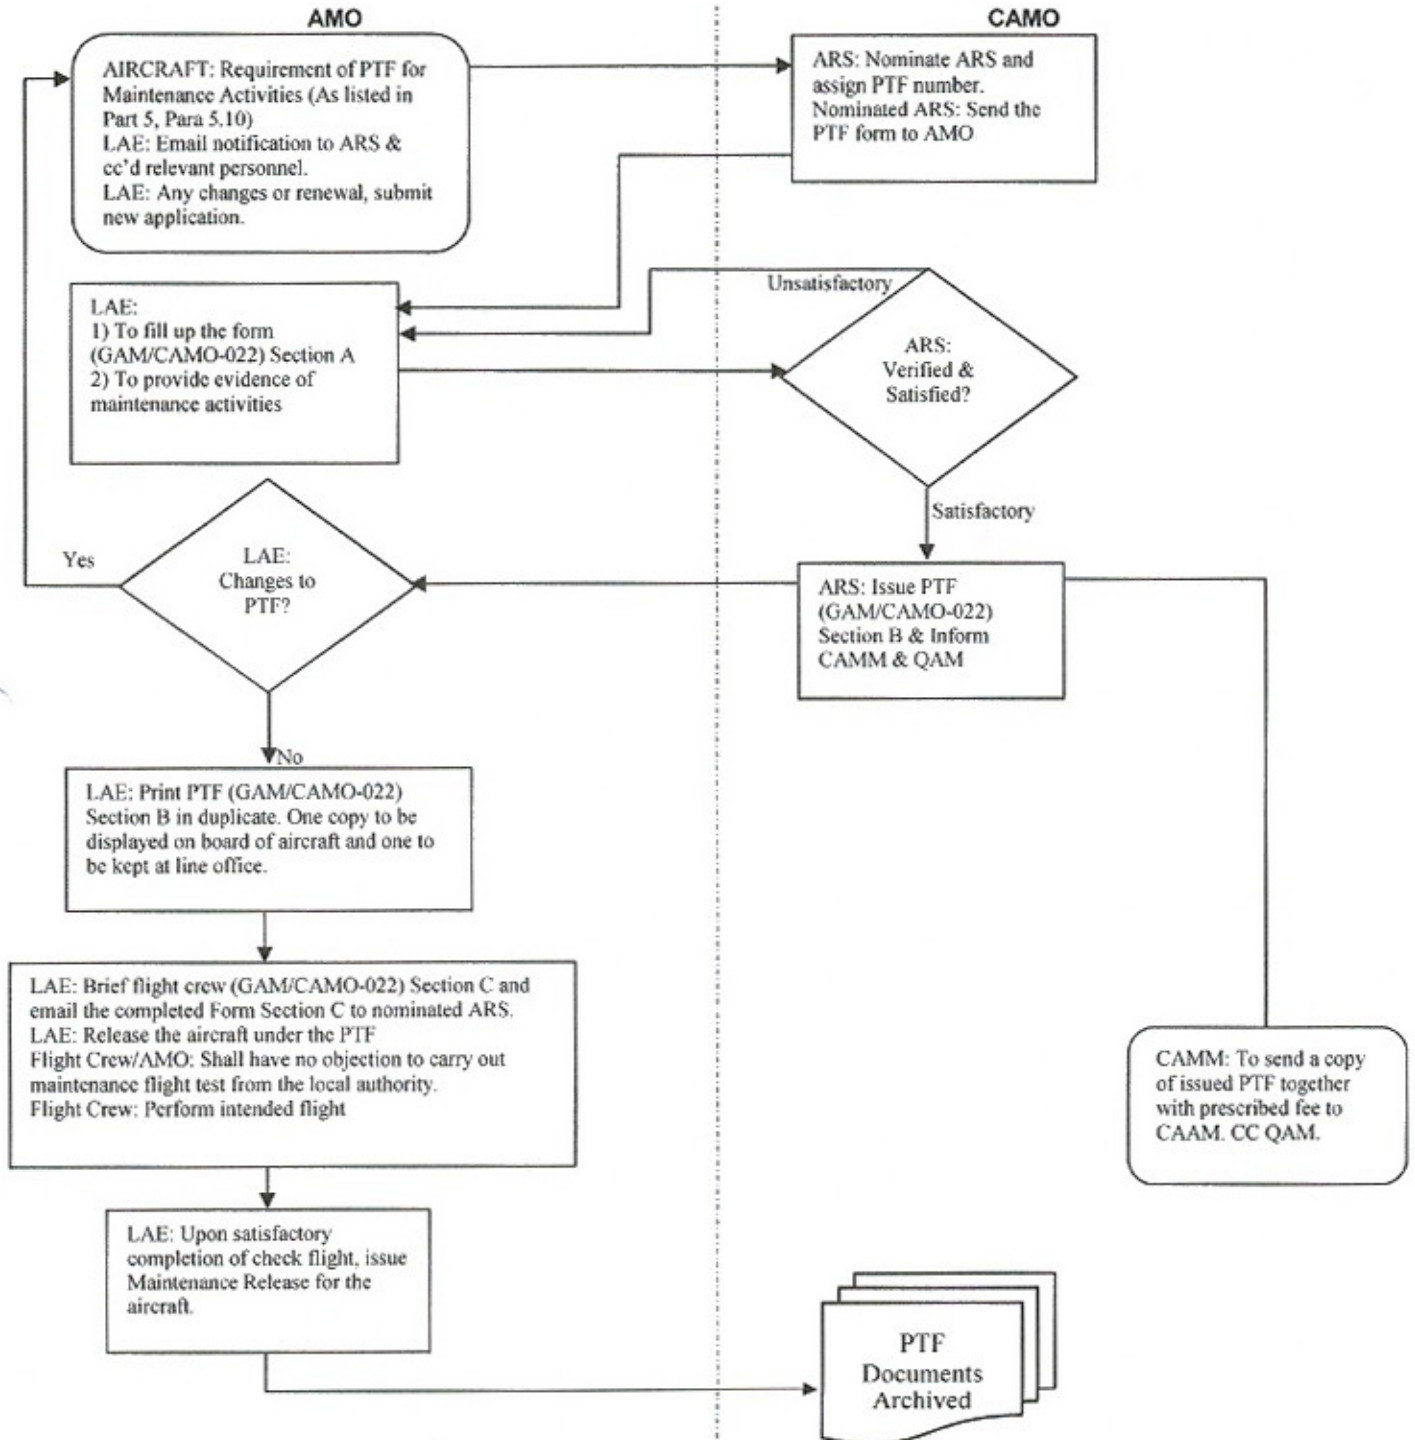 AMO
CAMO
AIRCRAFT: Requirement of PTF for
Maintenance Activities (As listed in
Part 5, Para 5.10)
LAE: Email notification to ARS &
cc'd relevant personnel.
LAE: Any changes or renewal, submit
new application.
ARS: Nominate ARS and
assign PTF number.
Nominated ARS: Send the
PTF form to AMO
LAE:
1) To fill up the form
(GAM/CAMO-022) Section A
2) To provide evidence of
maintenance activities
Unsatisfactory
ARS:
Verified &
Satisfied?
Satisfactory
Yes
LAE:
Changes to
PTF?
ARS: Issue PTF
(GAM/CAMO-022)
Section B & Inform
CAMM & QAM
No
LAE: Print PTF (GAM/CAMO-022)
Section B in duplicate. One copy to be
displayed on board of aircraft and one to
be kept at line office.
LAE: Brief flight crew (GAM/CAMO-022) Section C and
email the completed Form Section C to nominated ARS.
LAE: Release the aircraft under the PTF
Flight Crew/AMO: Shall have no objection to carry out
maintenance flight test from the local authority.
Flight Crew: Perform intended flight
CAMM: To send a copy
of issued PTF together
with prescribed fee to
CAAM. CC QAM.
LAE: Upon satisfactory
completion of check flight, issue
Maintenance Release for the
aircraft.
PTF
Documents
Archived